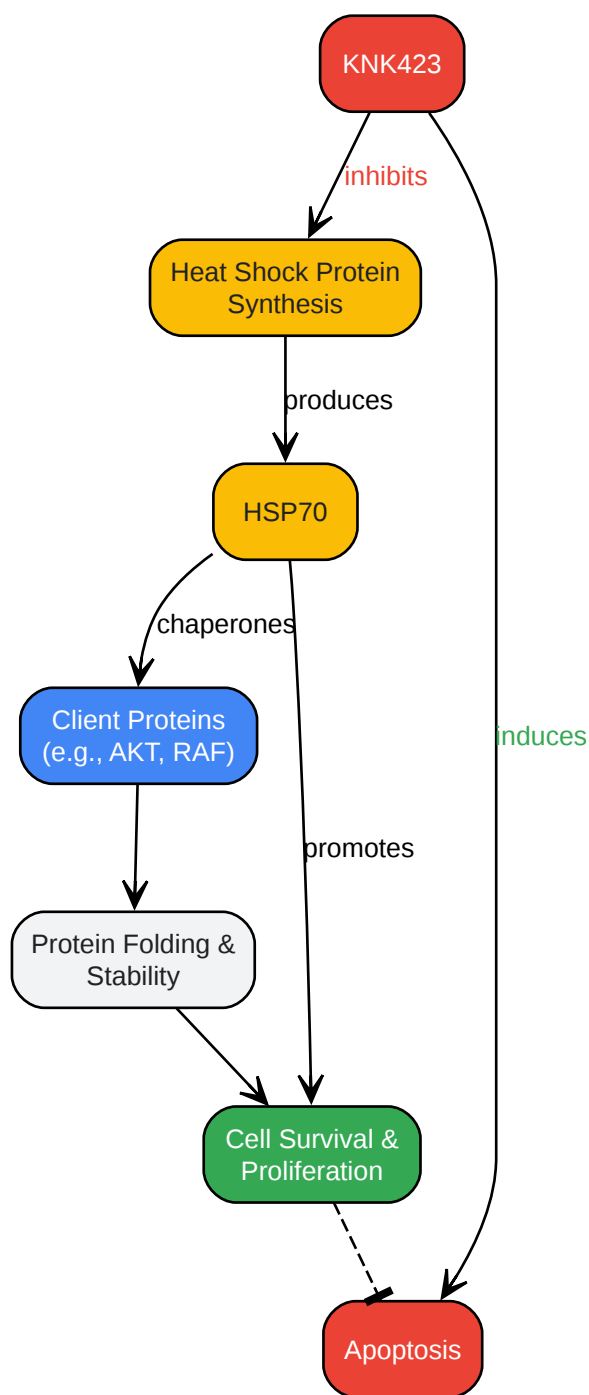 KNK423
inhibits
Heat Shock Protein
Synthesis
produces
HSP70
chaperones
Client Proteins
(e.g., AKT, RAF)
induces
promotes
Protein Folding &
Stability
Cell Survival &
Proliferation
Apoptosis